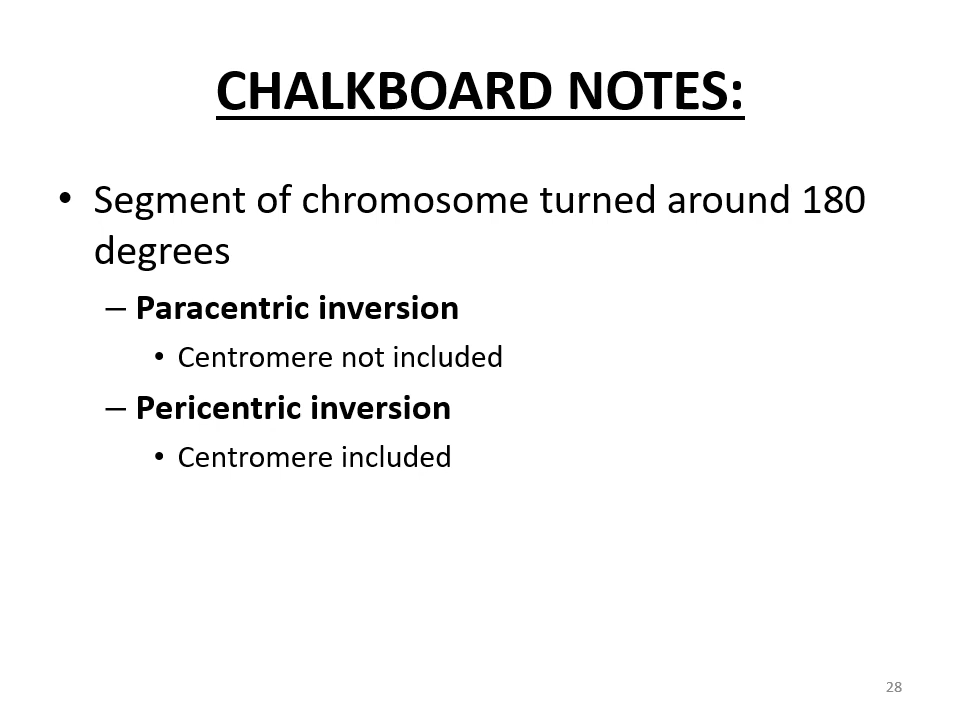 CHALKBOARD NOTES:
• Segment of chromosome turned around 180
degrees
– Paracentric inversion
• Centromere not included
– Pericentric inversion
• Centromere included
28